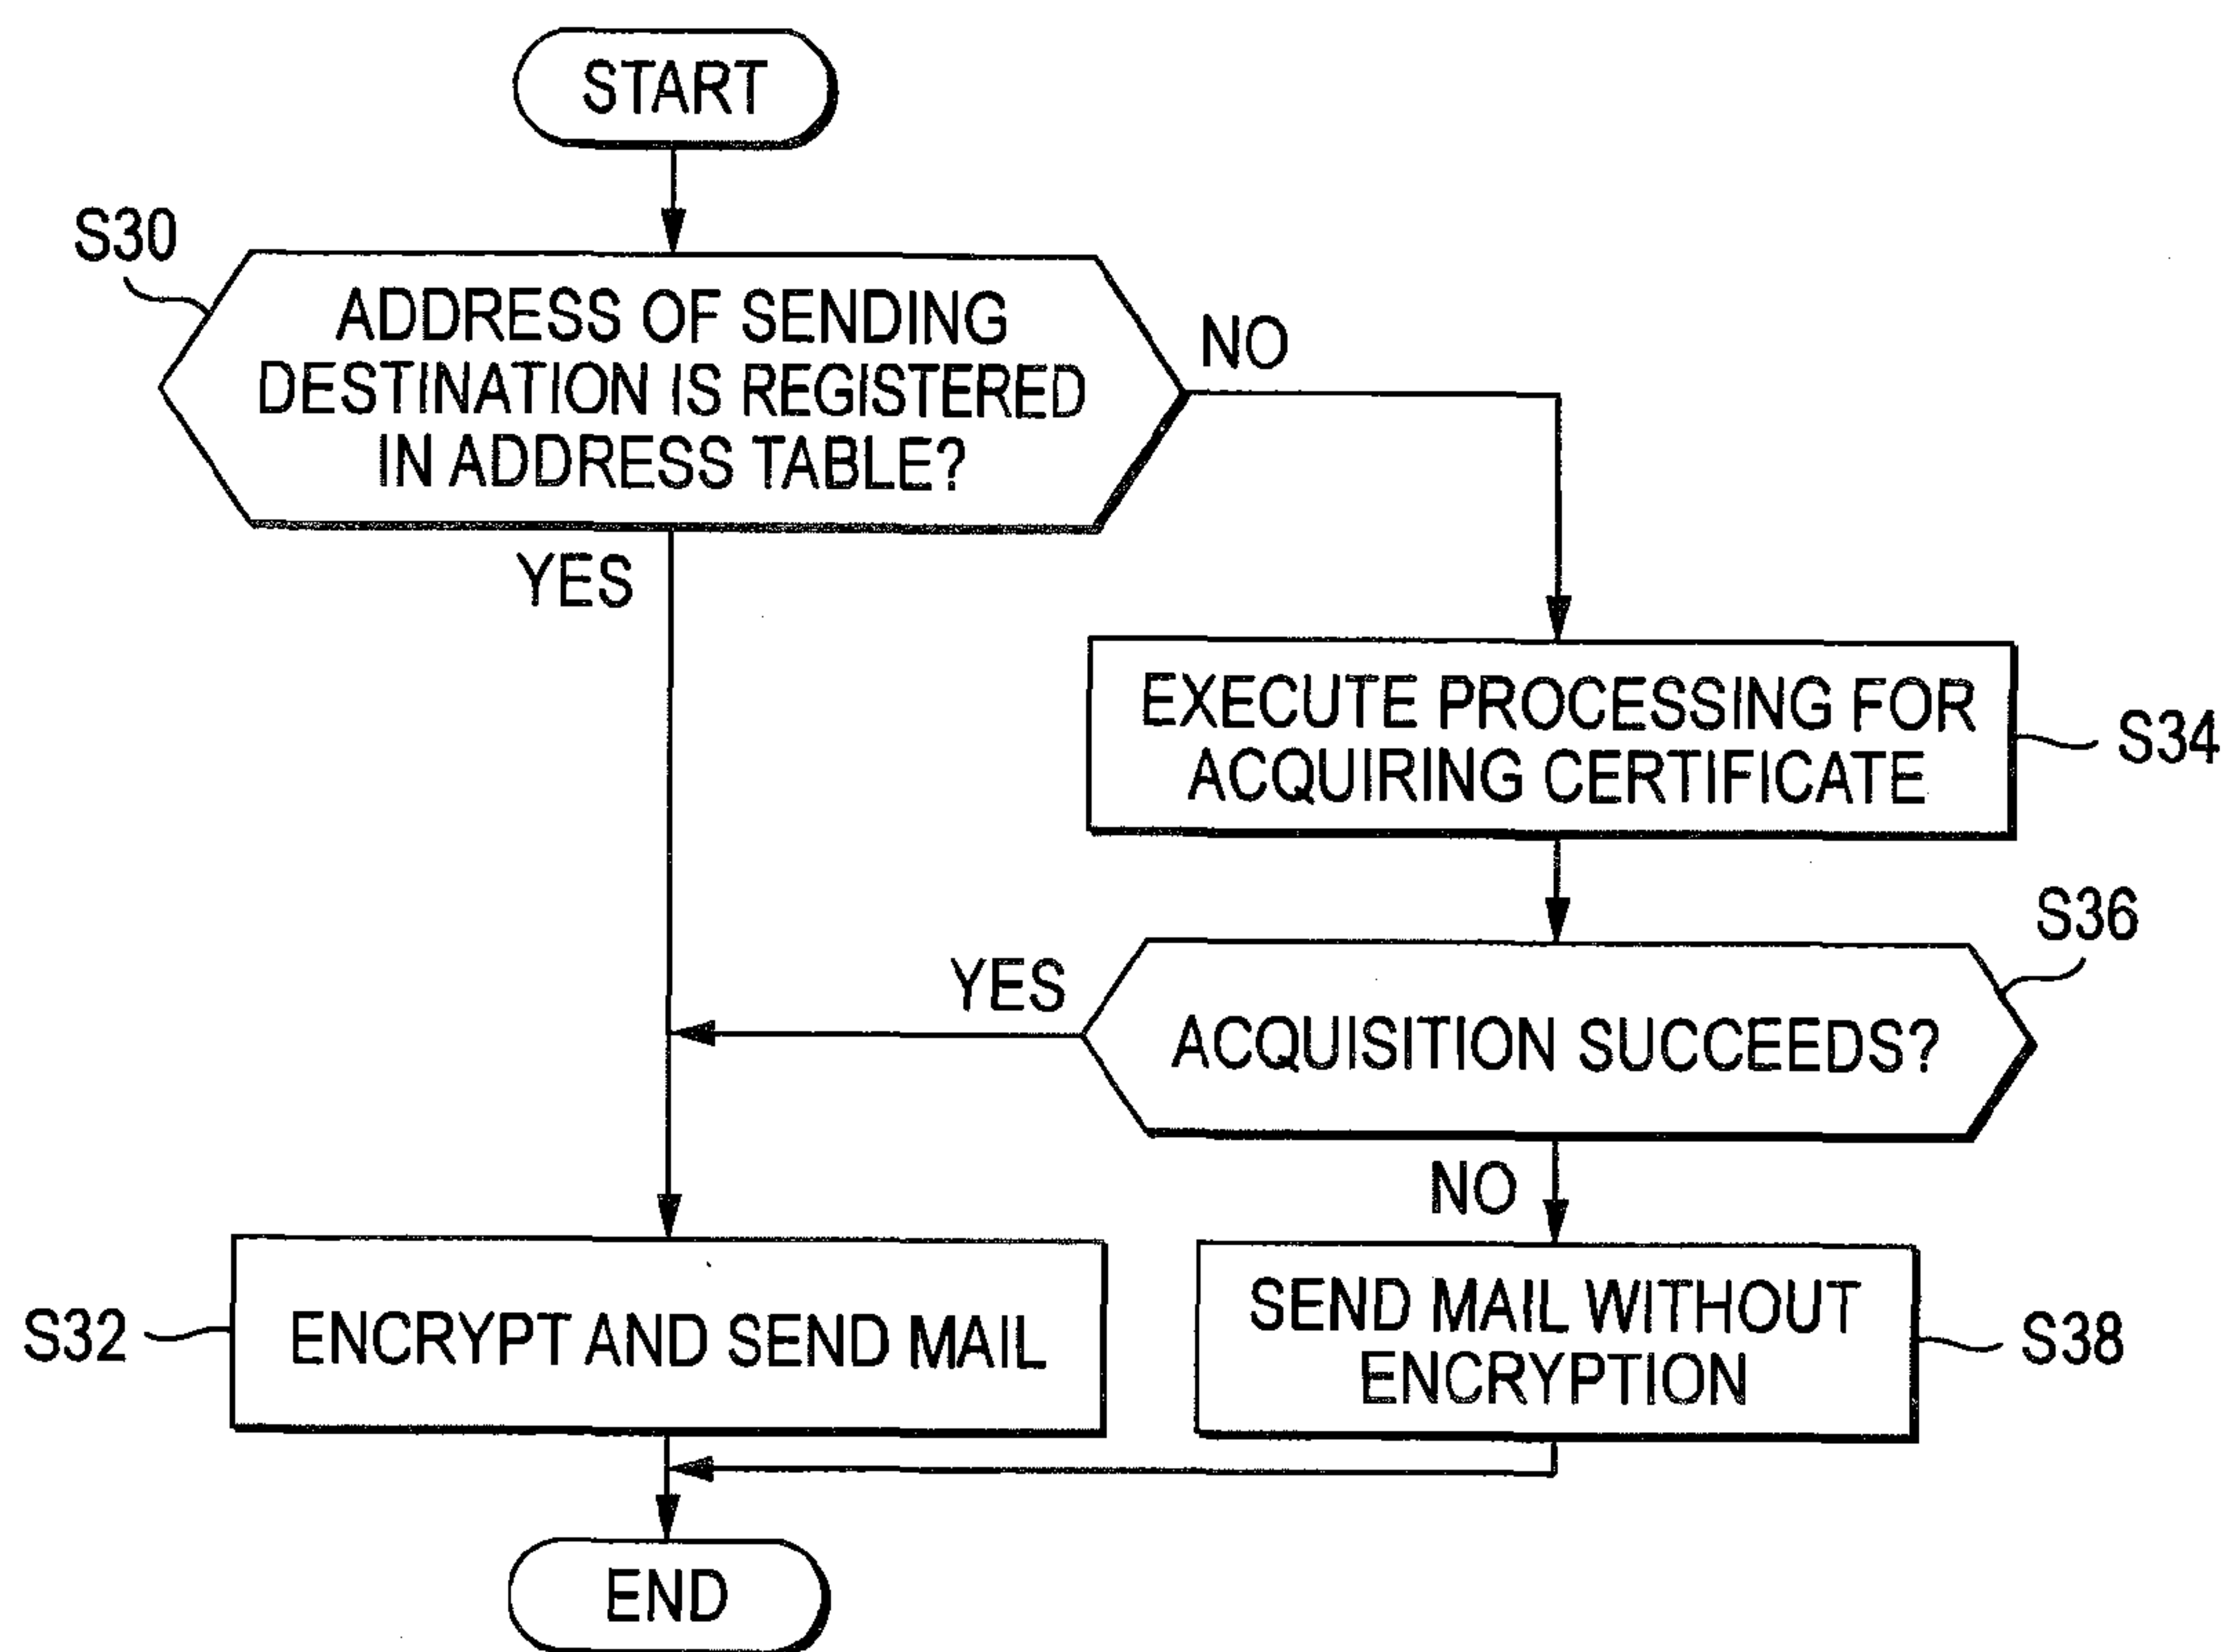 START
S30
ADDRESS OF SENDING
DESTINATION IS REGISTERED
IN ADDRESS TABLE?
NO
YES
EXECUTE PROCESSING FOR
ACQUIRING CERTIFICATE
S34
S36
YES
ACQUISITION SUCCEEDS?
NO
S32
ENCRYPT AND SEND MAIL
SEND MAIL WITHOUT
ENCRYPTION
S38
END